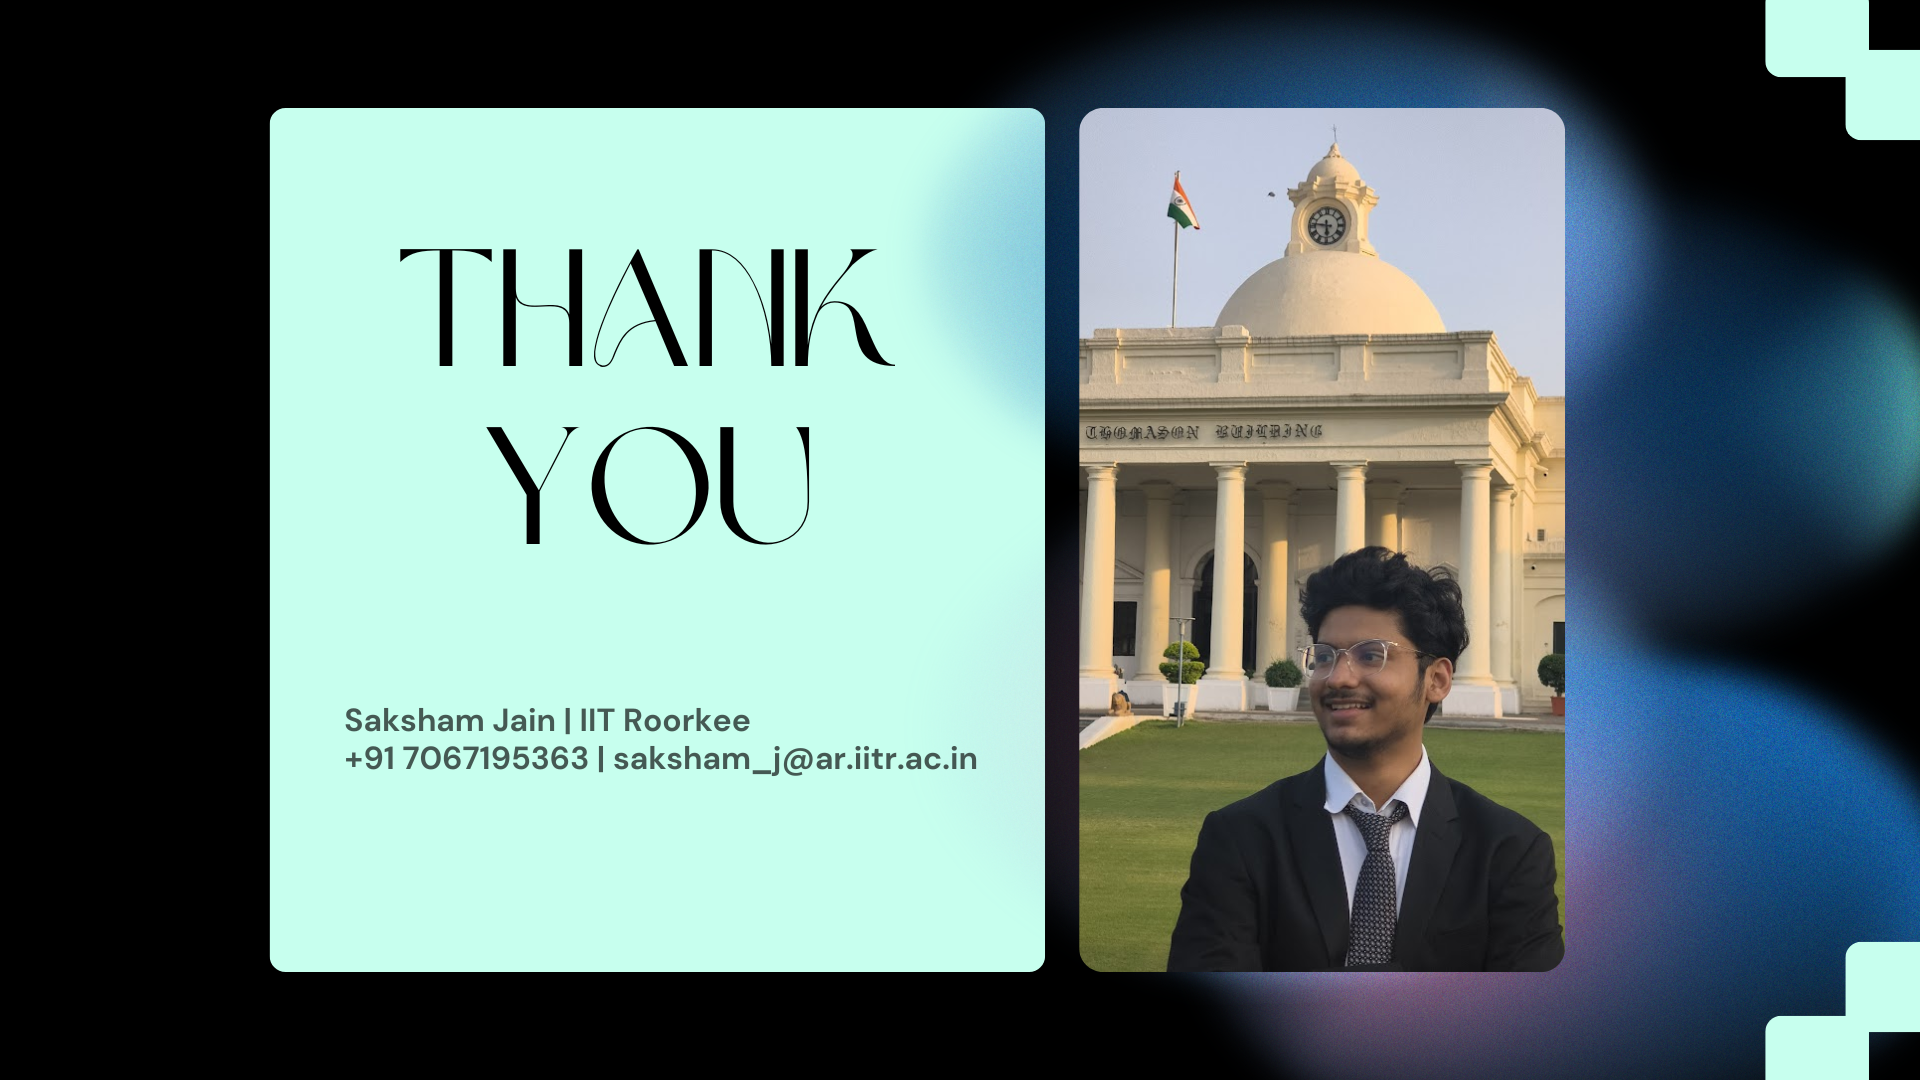 THANK
YOU
Saksham Jain | IIT Roorkee
+91 7067195363 | saksham_j@ar.iitr.ac.in
THOMASON BUILDING